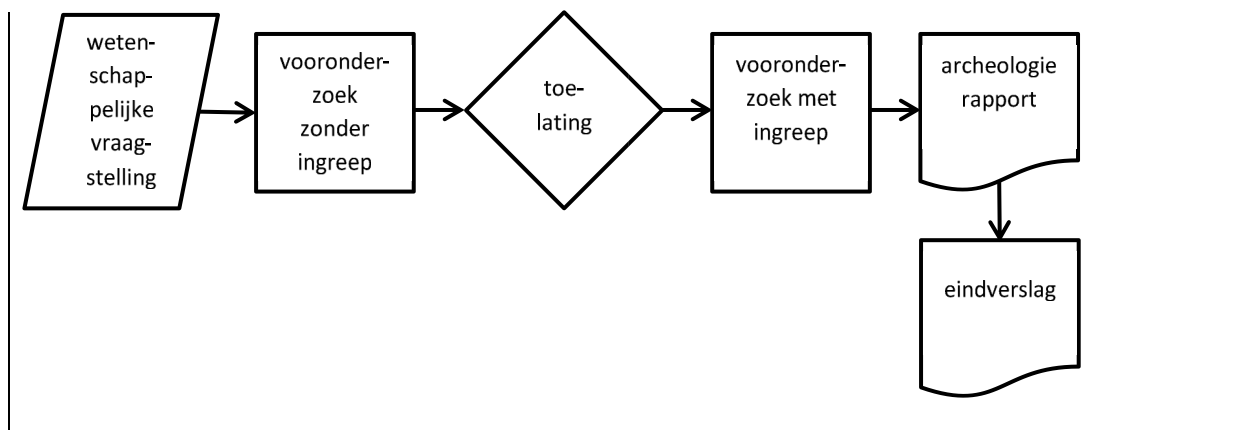 weten-
schap-
pelijke
vraag-
stelling
vooronder-
zoek
zonder
ingreep
toe-
lating
vooronder-
zoek met
ingreep
archeologie
rapport
eindverslag